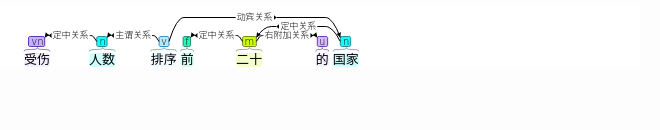 动宾关系
定中关系
vn 定中关系 n 主谓关系 v f 定中关系 m 右附加关系 u n
受伤 人数 排序 前 二十 的 国家